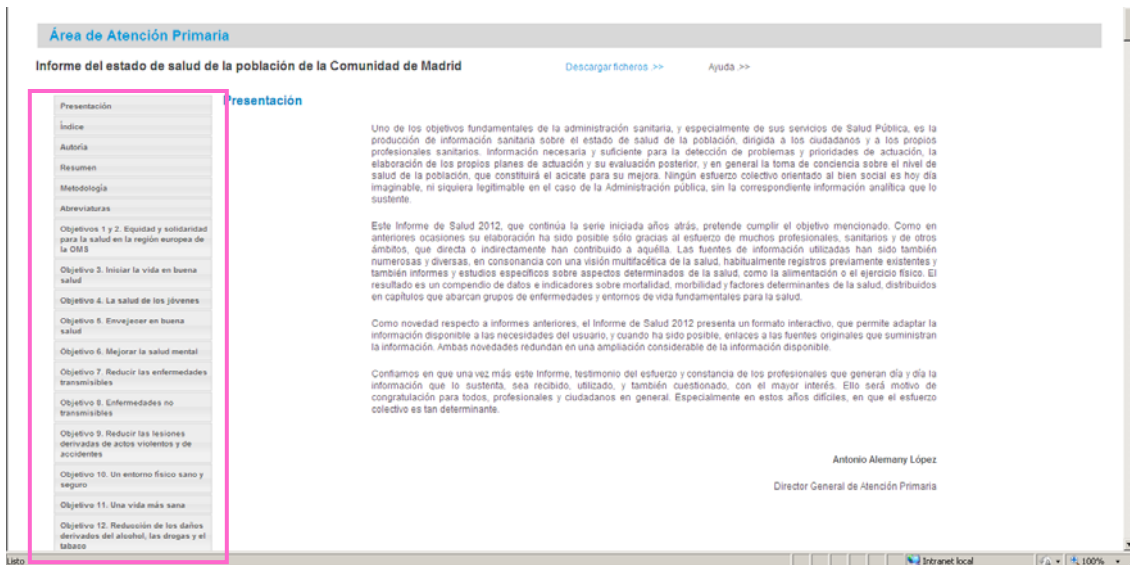 Área de Atención Primaria
Informe del estado de salud de la población de la Comunidad de Madrid
Descargar ficheros >>
Ayuda >>
Presentación
Índice
Autoría
Resumen
Metodología
Abreviaturas
Objetivos 1 y 2. Equidad y solidaridad
para la salud en la región europea de
la OMS
Objetivo 3. Iniciar la vida en buena
salud
Objetivo 4. La salud de los jóvenes
Objetivo 5. Envejecer en buena
salud
Objetivo 6. Mejorar la salud mental
Objetivo 7. Reducir las enfermedades
transmisibles
Objetivo 8. Enfermedades no
transmisibles
Objetivo 9. Reducir las lesiones
derivadas de actos violentos y de
accidentes
Objetivo 10. Un entorno físico sano y
seguro
Objetivo 11. Una vida más sana
Objetivo 12. Reducción de los daños
derivados del alcohol, las drogas y el
tabaco
Presentación
Uno de los objetivos fundamentales de la administración sanitaria, y especialmente de sus servicios de Salud Pública, es la
producción de información sanitaria sobre el estado de salud de la población, dirigida a los ciudadanos y a los propios
profesionales sanitarios. Información necesaria y suficiente para la detección de problemas y prioridades de actuación, la
elaboración de los propios planes de actuación y su evaluación posterior, y en general la toma de conciencia sobre el nivel de
salud de la población, que constituirá el acicate para su mejora. Ningún esfuerzo colectivo orientado al bien social es hoy día
imaginable, ni siquiera legitimable en el caso de la Administración pública, sin la correspondiente información analítica que lo
sustente.
Este Informe de Salud 2012, que continúa la serie iniciada años atrás, pretende cumplir el objetivo mencionado. Como en
anteriores ocasiones su elaboración ha sido posible sólo gracias al esfuerzo de muchos profesionales, sanitarios y de otros
ámbitos, que directa o indirectamente han contribuido a aquélla. Las fuentes de información utilizadas han sido también
numerosas y diversas, en consonancia con una visión multifacética de la salud, habitualmente registros previamente existentes y
también informes y estudios específicos sobre aspectos determinados de la salud, como la alimentación o el ejercicio físico. El
resultado es un compendio de datos e indicadores sobre mortalidad, morbilidad y factores determinantes de la salud, distribuidos
en capítulos que abarcan grupos de enfermedades y entornos de vida fundamentales para la salud.
Como novedad respecto a informes anteriores, el Informe de Salud 2012 presenta un formato interactivo, que permite adaptar la
información disponible a las necesidades del usuario, y cuando ha sido posible, enlaces a las fuentes originales que suministran
la información. Ambas novedades redundan en una ampliación considerable de la información disponible.
Confiamos en que una vez más este Informe, testimonio del esfuerzo y constancia de los profesionales que generan día y día la
información que lo sustenta, sea recibido, utilizado, y también cuestionado, con el mayor interés. Ello será motivo de
congratulación para todos, profesionales y ciudadanos en general. Especialmente en estos años difíciles, en que el esfuerzo
colectivo es tan determinante.
Antonio Alemany López
Director General de Atención Primaria
Listo
Intranet local
100%